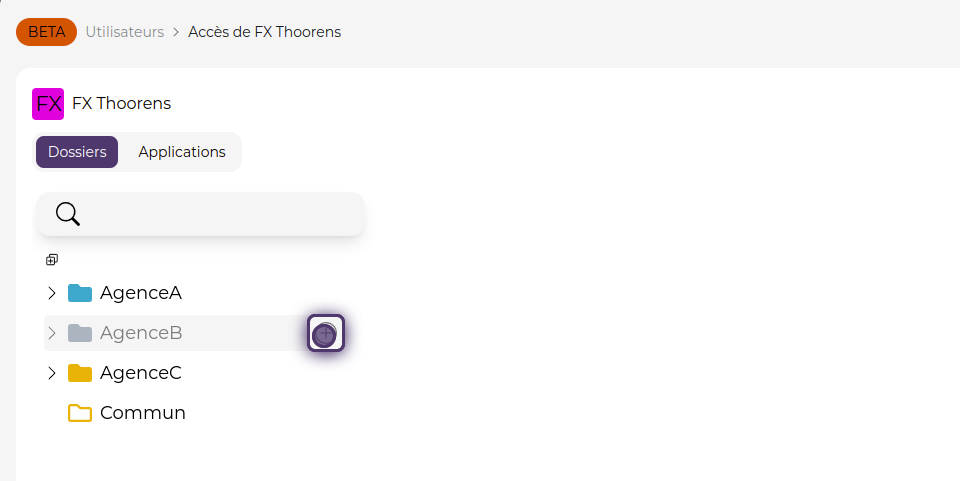 BETA Utilisateurs > Accès de FX Thoorens
FX FX Thoorens
Dossiers Applications
AgenceA
AgenceB
AgenceC
Commun